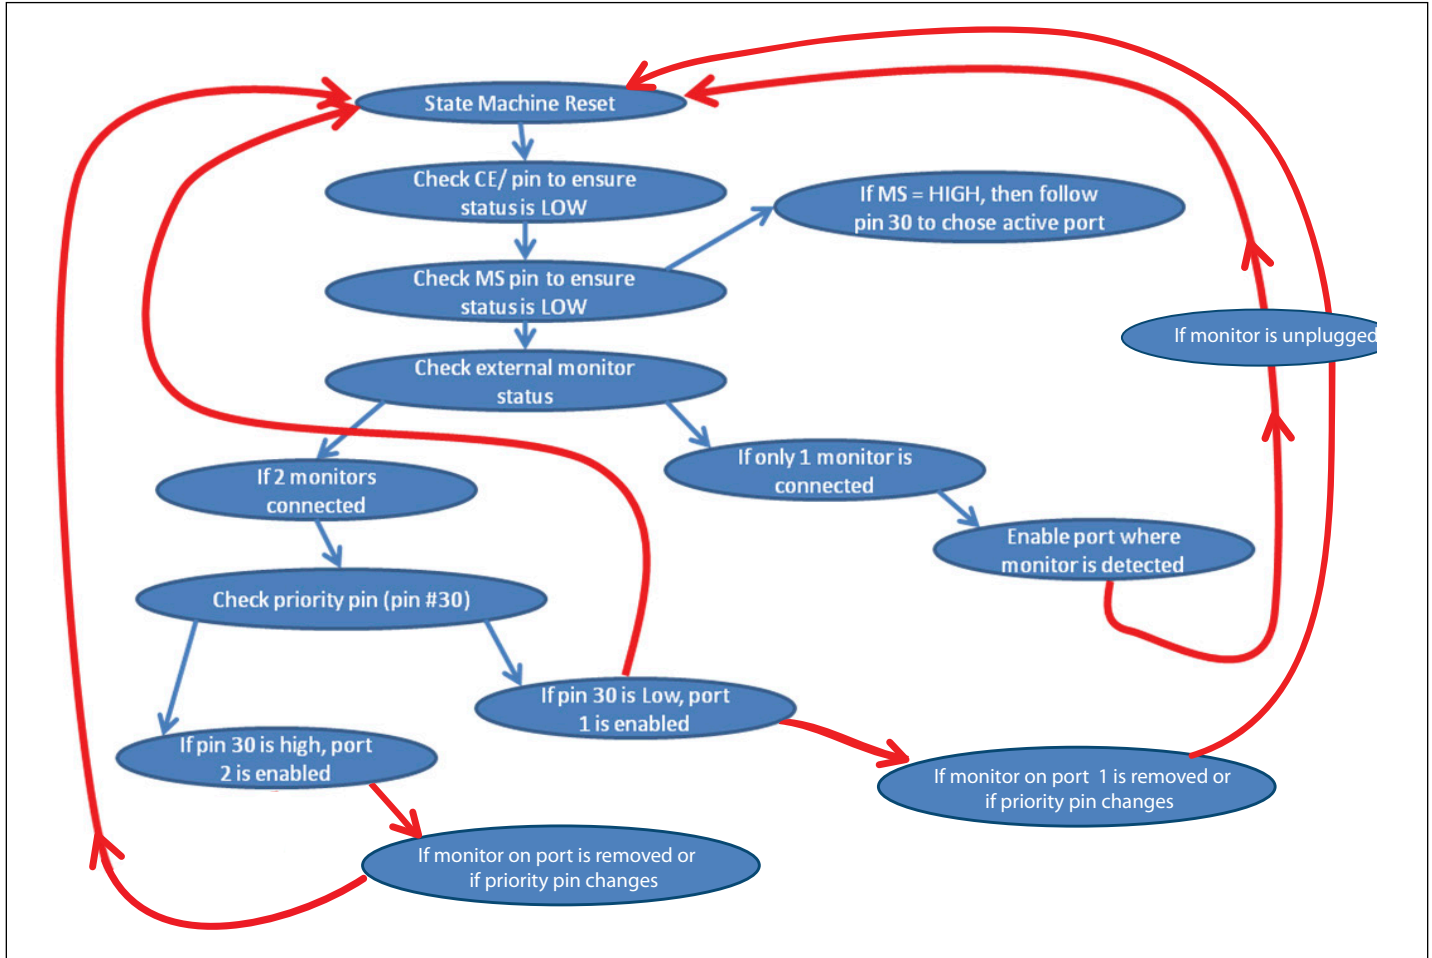 State Machine Reset
Check CE/ pin to ensure
status is LOW
If MS = HIGH, then follow
pin 30 to chose active port
Check MS pin to ensure
status is LOW
If monitor is unplugged
Check external monitor
status
If only 1 monitor is
connected
If 2 monitors
connected
Enable port where
monitor is detected
Check priority pin (pin #30)
If pin 30 is Low, port
1 is enabled
If pin 30 is high, port
2 is enabled
If monitor on port 1 is removed or
if priority pin changes
If monitor on port is removed or
if priority pin changes